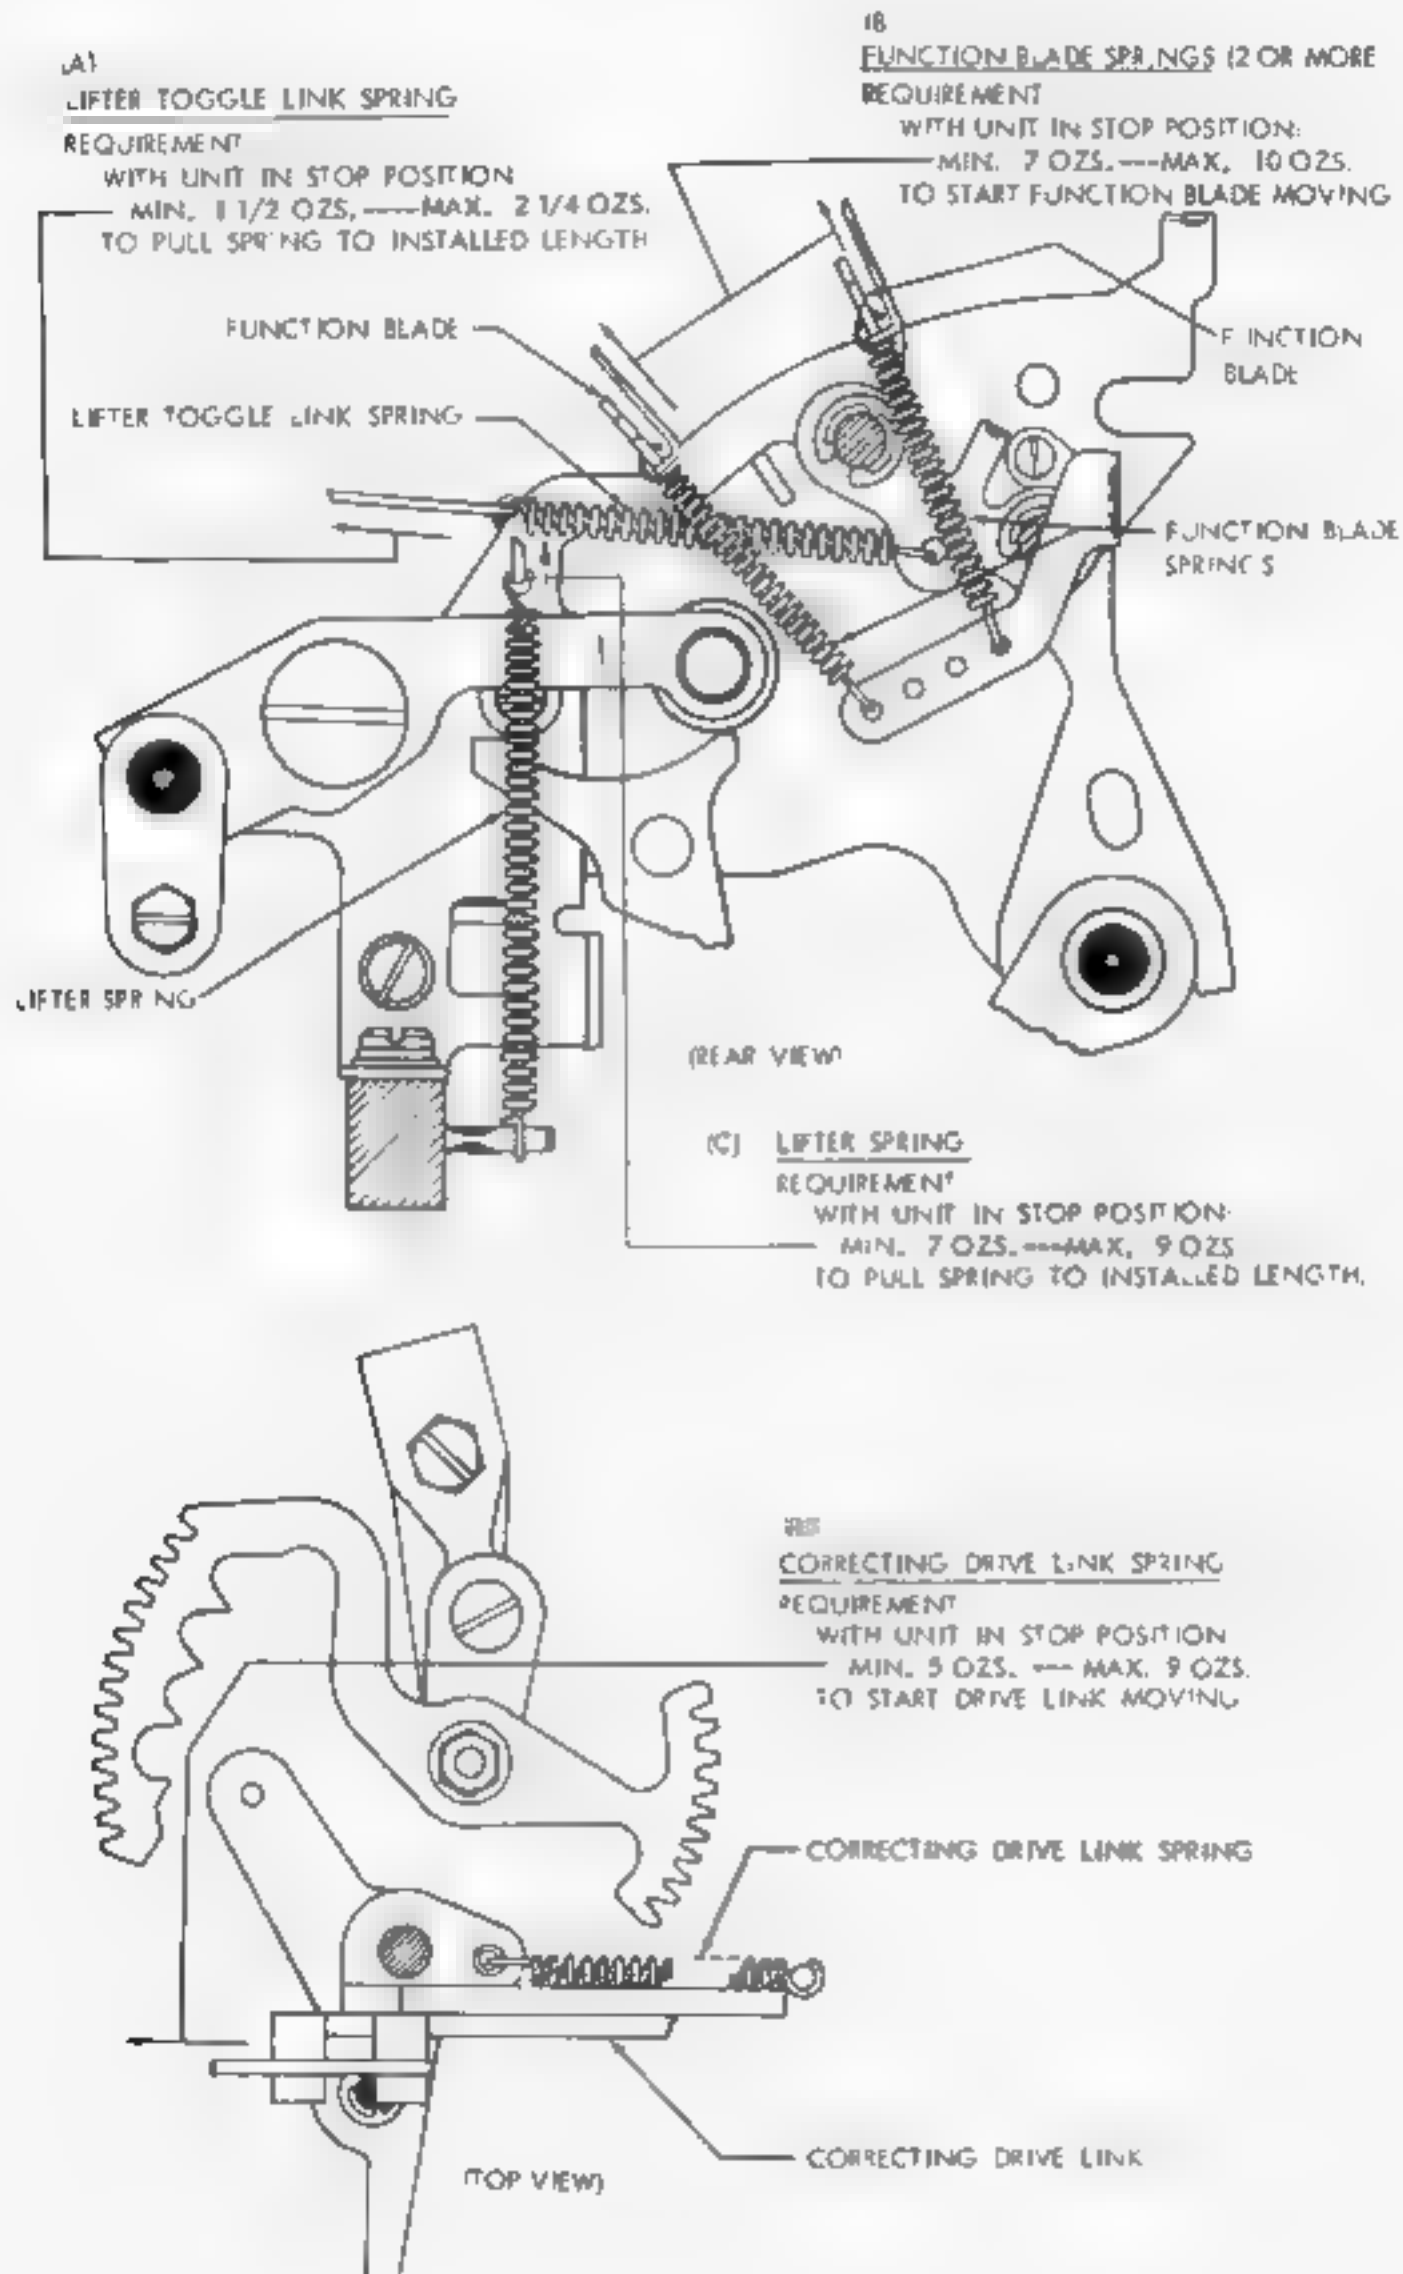 (A)
LIFTER TOGGLE LINK SPRING
REQUIREMENT
WITH UNIT IN STOP POSITION
MIN. 1 1/2 OZS. ---- MAX. 2 1/4 OZS.
TO PULL SPRING TO INSTALLED LENGTH
(B
FUNCTION BLADE SPRINGS (2 OR MORE
REQUIREMENT
WITH UNIT IN STOP POSITION:
MIN. 7 OZS. ---- MAX. 10 OZS.
TO START FUNCTION BLADE MOVING
FUNCTION BLADE
FUNCTION
BLADE
LIFTER TOGGLE LINK SPRING
FUNCTION BLADE
SPRINGS
LIFTER SPRING
(REAR VIEW)
(C) LIFTER SPRING
REQUIREMENT
WITH UNIT IN STOP POSITION:
MIN. 7 OZS. ---- MAX. 9 OZS
TO PULL SPRING TO INSTALLED LENGTH.
CORRECTING DRIVE LINK SPRING
REQUIREMENT
WITH UNIT IN STOP POSITION
MIN. 5 OZS. --- MAX. 9 OZS.
TO START DRIVE LINK MOVING
CORRECTING DRIVE LINK SPRING
CORRECTING DRIVE LINK
(TOP VIEW)